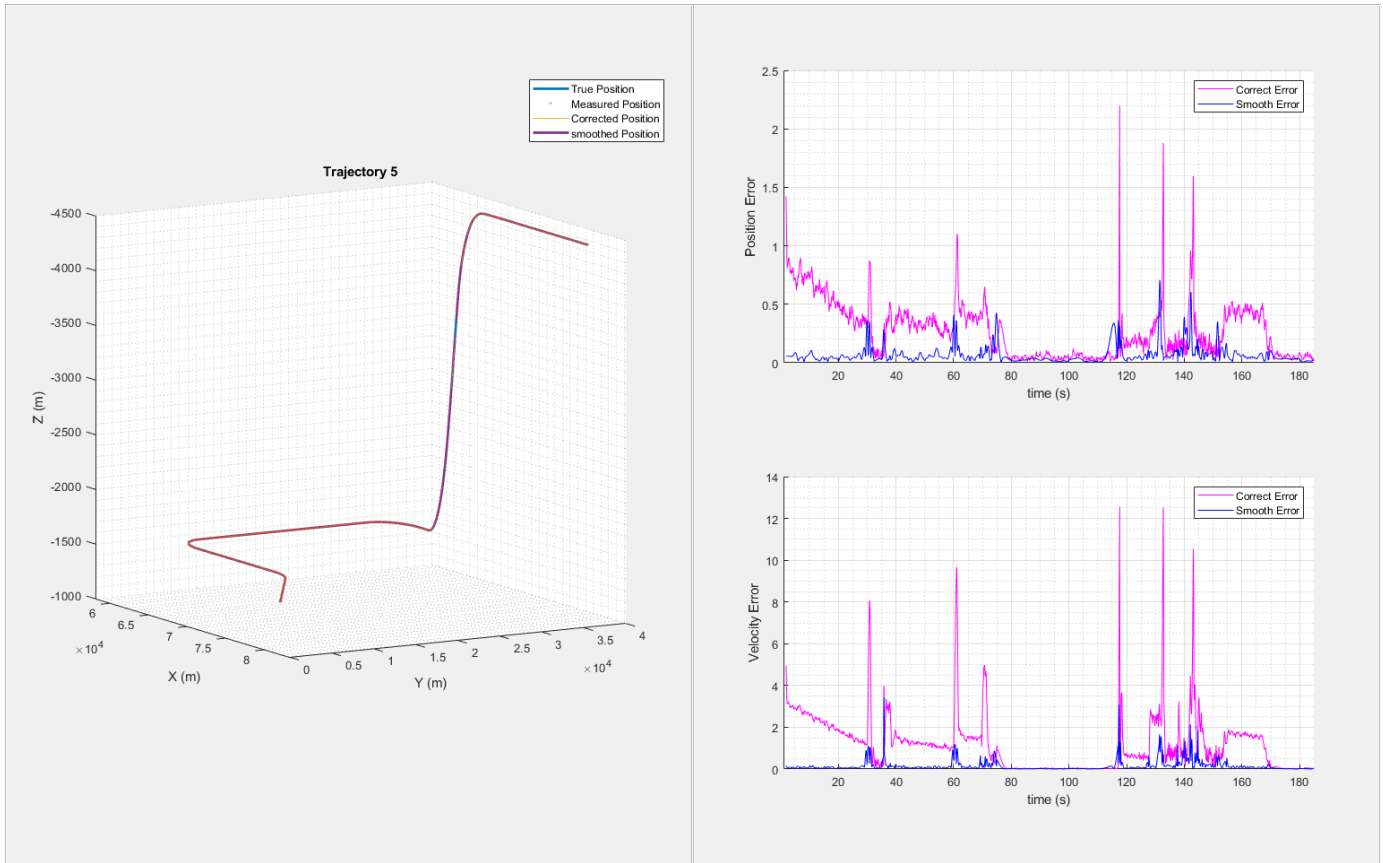 True Position
Measured Position
Corrected Position
smoothed Position
Trajectory 5
-4500
-4000
-3500
-3000
-2500
-2000
-1500
-1000
Z (m)
6
6.5
7
7.5
8
×10⁴
X (m)
0
0.5
1
1.5
2
2.5
3
3.5
4
×10⁴
Y (m)
Correct Error
Smooth Error
2.5
2
1.5
1
0.5
0
Position Error
20 40 60 80 100 120 140 160 180
time (s)
Correct Error
Smooth Error
14
12
10
8
6
4
2
0
Velocity Error
20 40 60 80 100 120 140 160 180
time (s)